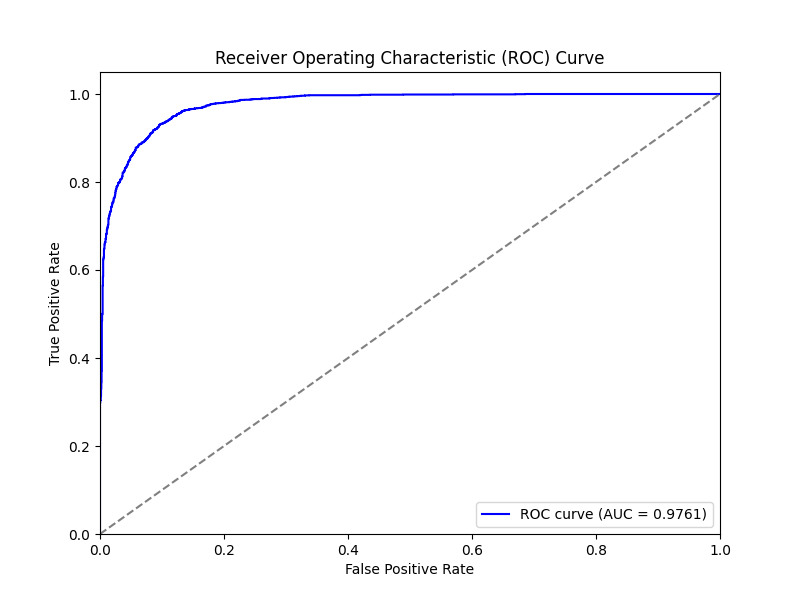 Receiver Operating Characteristic (ROC) Curve
1.0
0.8
0.6
0.4
0.2
0.0
True Positive Rate
ROC curve (AUC = 0.9761)
0.0 0.2 0.4 0.6 0.8 1.0
False Positive Rate